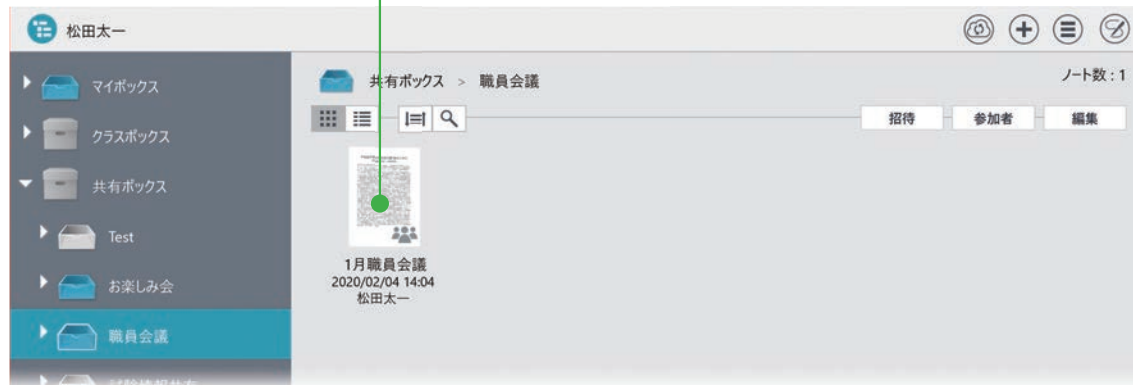 松田太一
マイボックス
クラスボックス
共有ボックス
Test
お楽しみ会
職員会議
共有ボックス > 職員会議
ノート数 : 1
招待
参加者
編集
1月職員会議
2020/02/04 14:04
松田太一